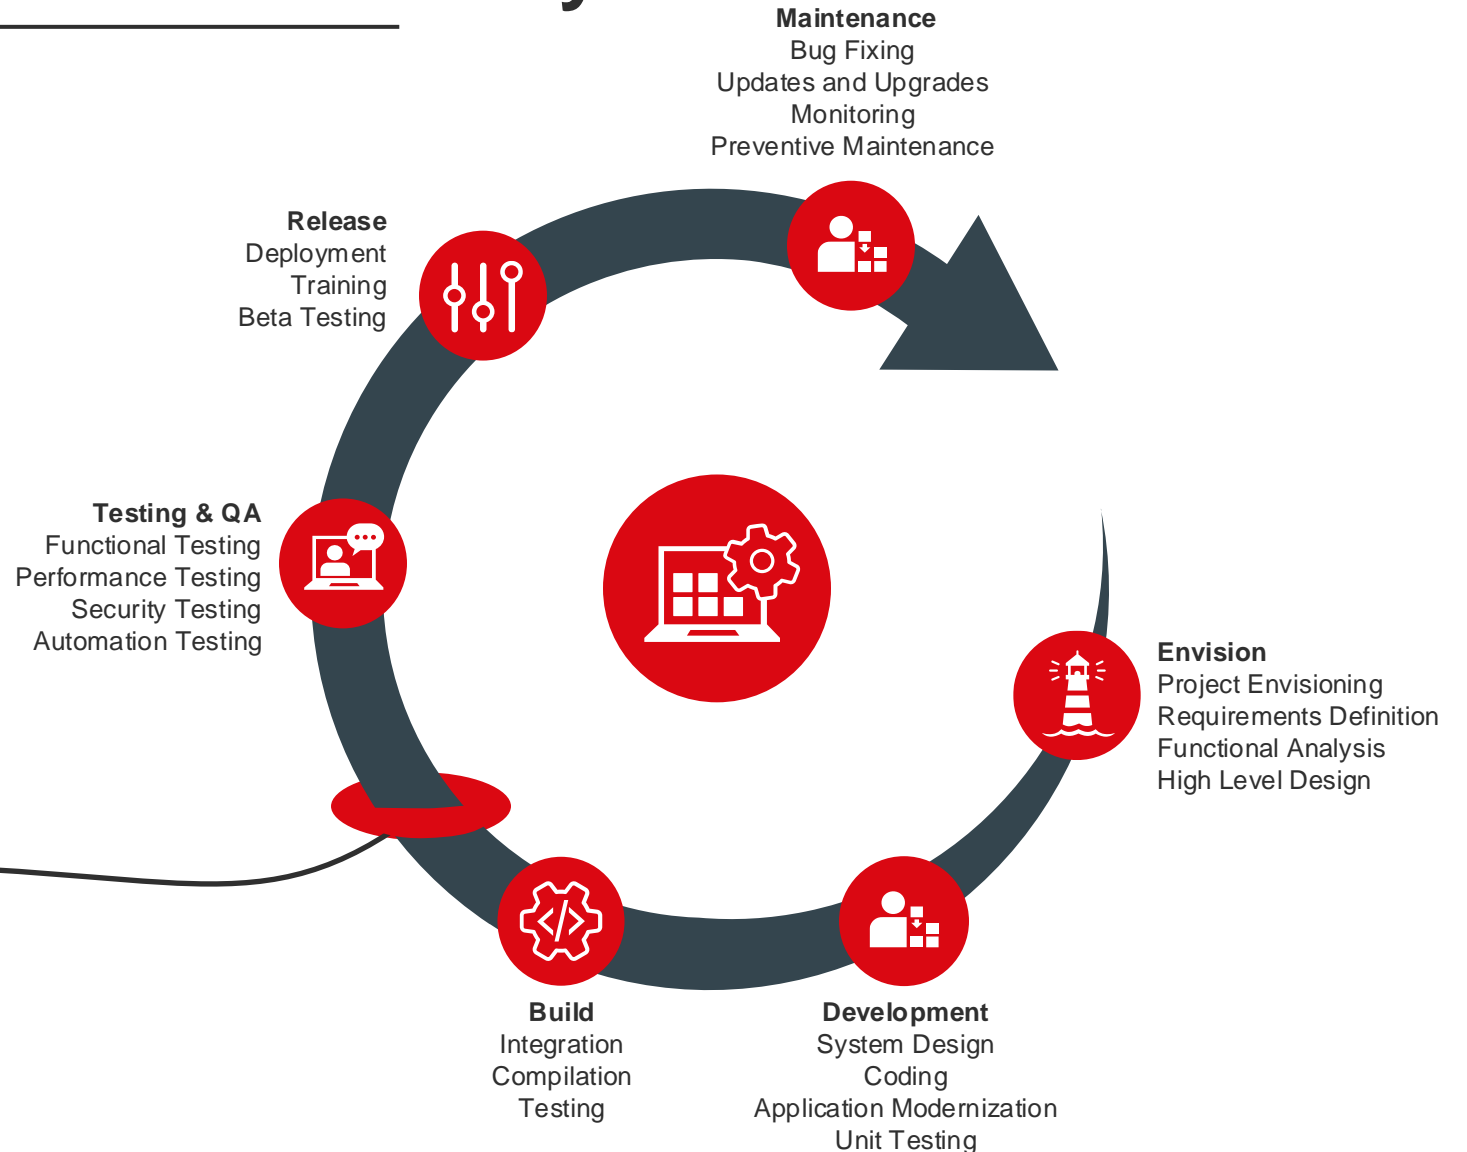 Maintenance
Bug Fixing
Updates and Upgrades
Monitoring
Preventive Maintenance
Release
Deployment
Training
Beta Testing
Testing & QA
Functional Testing
Performance Testing
Security Testing
Automation Testing
Envision
Project Envisioning
Requirements Definition
Functional Analysis
High Level Design
Build
Integration
Compilation
Testing
Development
System Design
Coding
Application Modernization
Unit Testing